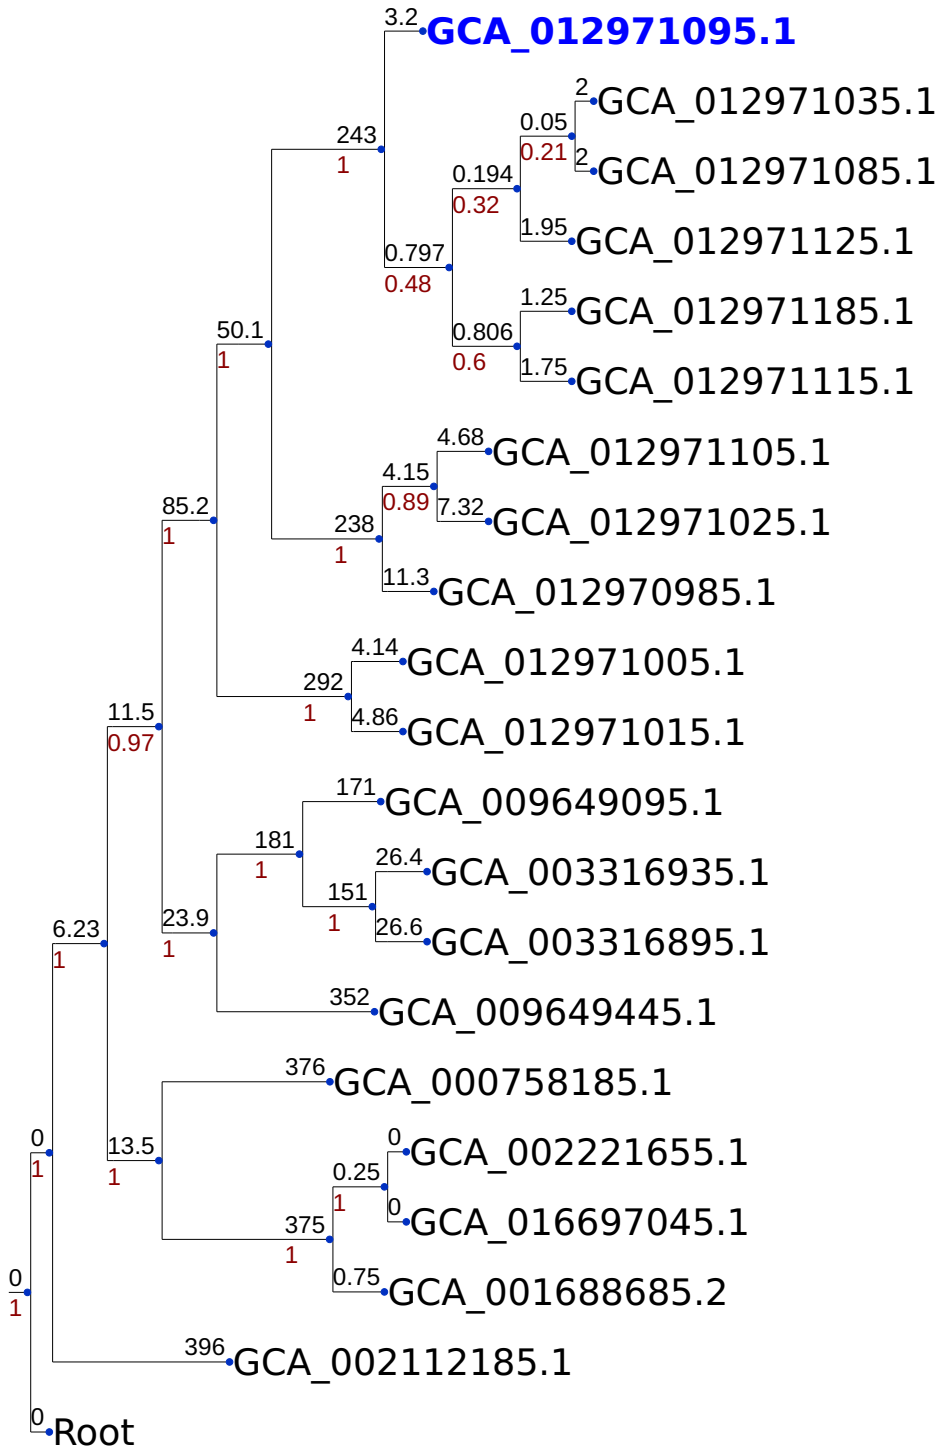 3.2
GCA_012971095.1
2
GCA_012971035.1
0.05
0.21
2
GCA_012971085.1
243
1
0.194
0.32
1.95
GCA_012971125.1
0.797
0.48
1.25
GCA_012971185.1
0.806
0.6
1.75
GCA_012971115.1
50.1
1
4.68
GCA_012971105.1
4.15
0.89
7.32
GCA_012971025.1
238
1
11.3
GCA_012970985.1
85.2
1
4.14
GCA_012971005.1
292
1
4.86
GCA_012971015.1
11.5
0.97
171
GCA_009649095.1
181
1
26.4
GCA_003316935.1
151
1
26.6
GCA_003316895.1
23.9
1
352
GCA_009649445.1
6.23
1
376
GCA_000758185.1
13.5
1
0
GCA_002221655.1
0.25
1
0
GCA_016697045.1
375
1
0.75
GCA_001688685.2
0
1
396
GCA_002112185.1
0
1
0
Root